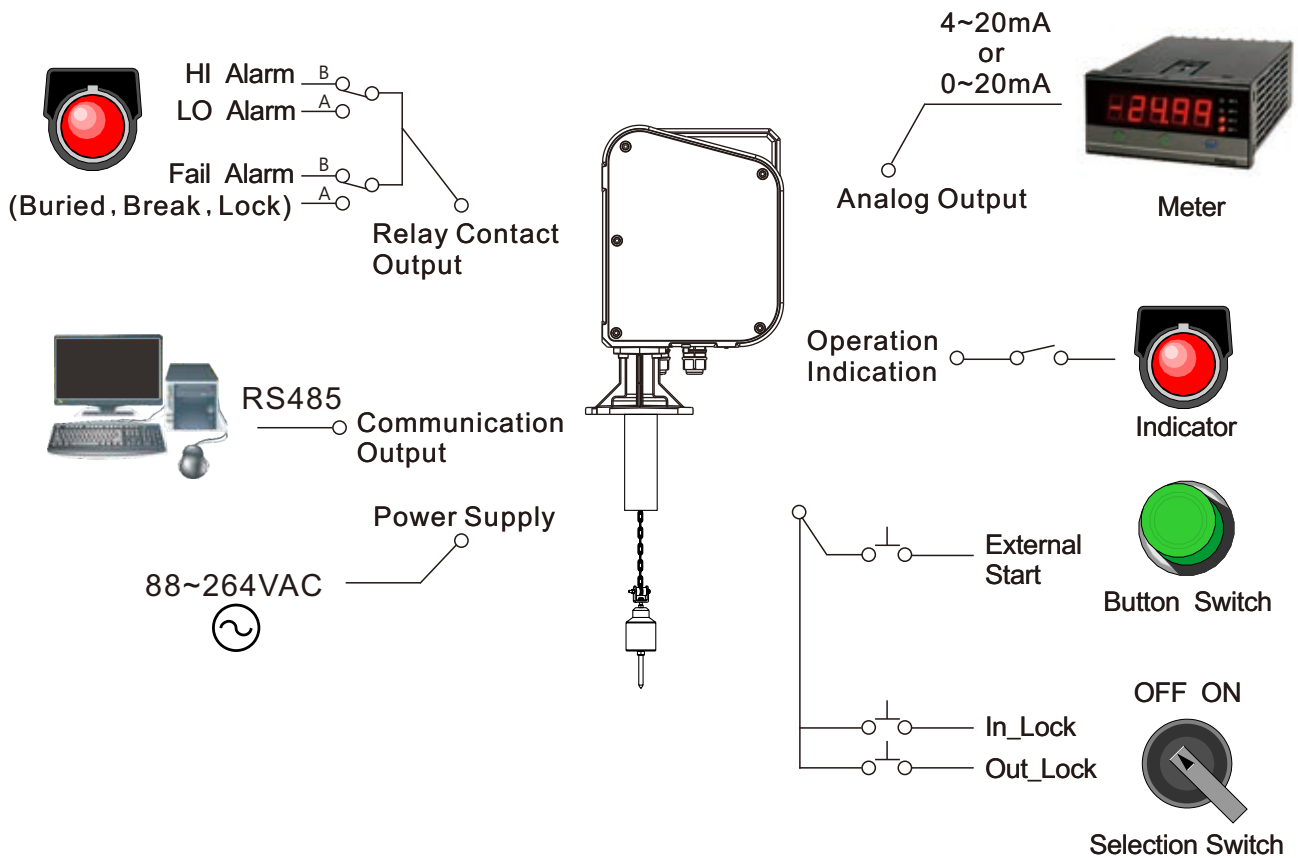 HI Alarm
B
LO Alarm
A
Fail Alarm
B
(Buried, Break, Lock)
A
Relay Contact
Output
4~20mA
or
0~20mA
-24.99
Analog Output
Meter
RS485
Communication
Output
Operation
Indication
Indicator
Power Supply
88~264VAC
External
Start
Button Switch
In_Lock
Out_Lock
OFF ON
Selection Switch